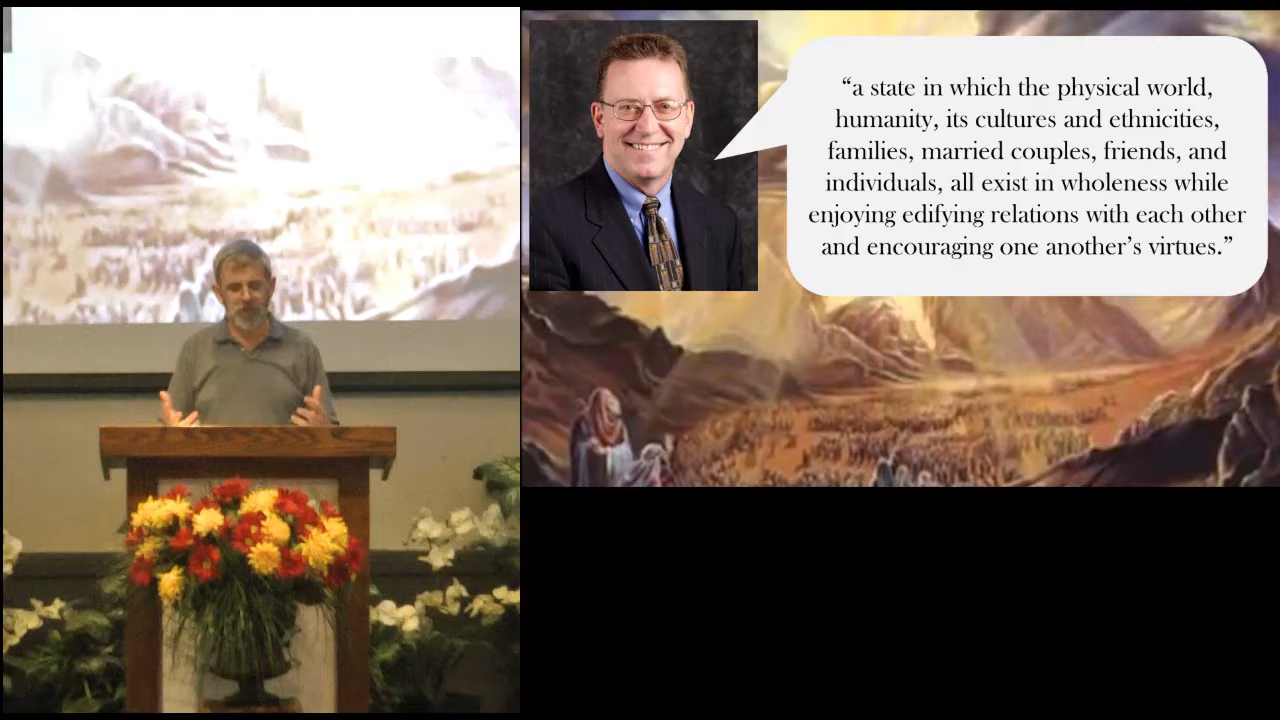 “a state in which the physical world,
humanity, its cultures and ethnicities,
families, married couples, friends, and
individuals, all exist in wholeness while
enjoying edifying relations with each other
and encouraging one another’s virtues.”